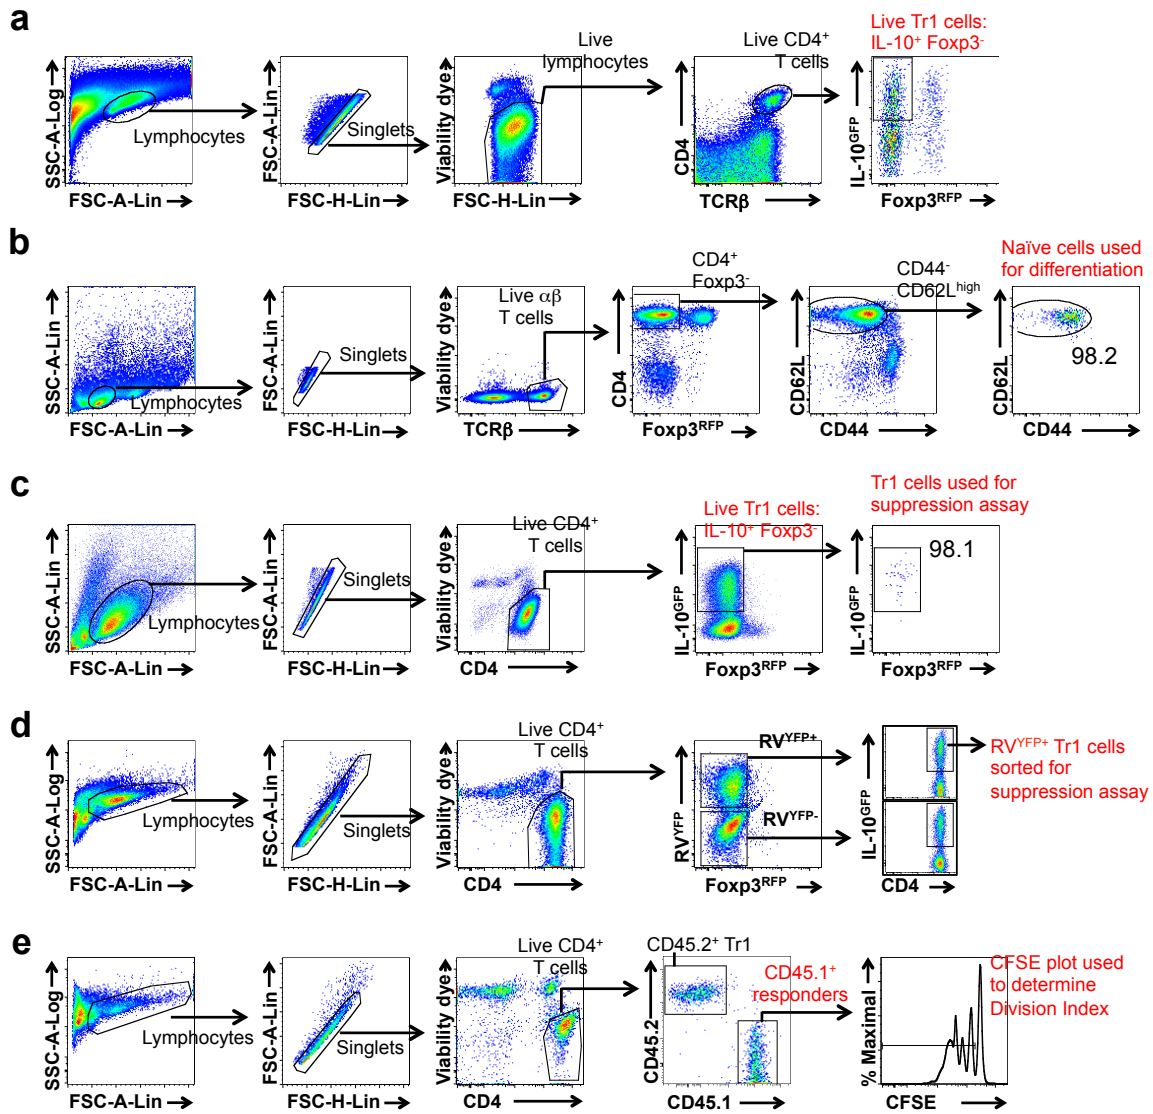 a
SSC-A-Log
FSC-A-Lin
Lymphocytes
FSC-A-Lin
FSC-H-Lin
Singlets
Viability dye
FSC-H-Lin
Live
lymphocytes
CD4
TCRβ
Live CD4⁺
T cells
Live Tr1 cells:
IL-10⁺ Foxp3⁻
IL-10ᴳᶠᴾ
Foxp3ᴿᶠᴾ
b
SSC-A-Lin
FSC-A-Lin
Lymphocytes
FSC-A-Lin
FSC-H-Lin
Singlets
Viability dye
TCRβ
Live αβ
T cells
CD4
Foxp3ᴿᶠᴾ
CD4⁺
Foxp3⁻
CD62L
CD44
CD44⁻
CD62Lʰⁱᵍʰ
Naïve cells used
for differentiation
CD62L
98.2
CD44
c
SSC-A-Lin
FSC-A-Lin
Lymphocytes
FSC-A-Lin
FSC-H-Lin
Singlets
Viability dye
CD4
Live CD4⁺
T cells
Live Tr1 cells:
IL-10⁺ Foxp3⁻
IL-10ᴳᶠᴾ
Foxp3ᴿᶠᴾ
Tr1 cells used for
suppression assay
98.1
IL-10ᴳᶠᴾ
Foxp3ᴿᶠᴾ
d
SSC-A-Log
FSC-A-Lin
Lymphocytes
FSC-A-Lin
FSC-H-Lin
Singlets
Viability dye
CD4
Live CD4⁺
T cells
RVʸᶠᴾ
Foxp3ᴿᶠᴾ
RVʸᶠᴾ⁺
RVʸᶠᴾ⁻
IL-10ᴳᶠᴾ
CD4
RVʸᶠᴾ⁺ Tr1 cells
sorted for
suppression assay
e
SSC-A-Log
FSC-A-Lin
Lymphocytes
FSC-A-Lin
FSC-H-Lin
Singlets
Viability dye
CD4
Live CD4⁺
T cells
CD45.2⁺ Tr1
CD45.2
CD45.1
CD45.1⁺
responders
% Maximal
CFSE
CFSE plot used
to determine
Division Index